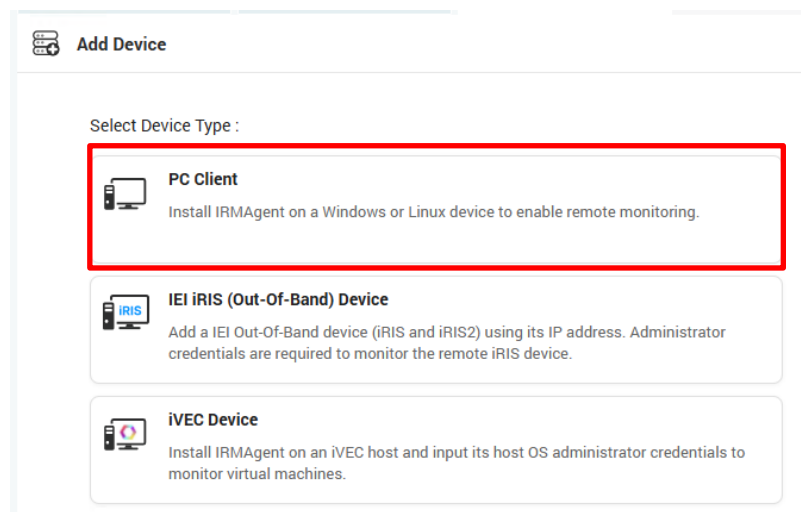 Add Device
Select Device Type :
PC Client
Install IRMAgent on a Windows or Linux device to enable remote monitoring.
iRIS
IEI iRIS (Out-Of-Band) Device
Add a IEI Out-Of-Band device (iRIS and iRIS2) using its IP address. Administrator
credentials are required to monitor the remote iRIS device.
iVEC Device
Install IRMAgent on an iVEC host and input its host OS administrator credentials to
monitor virtual machines.